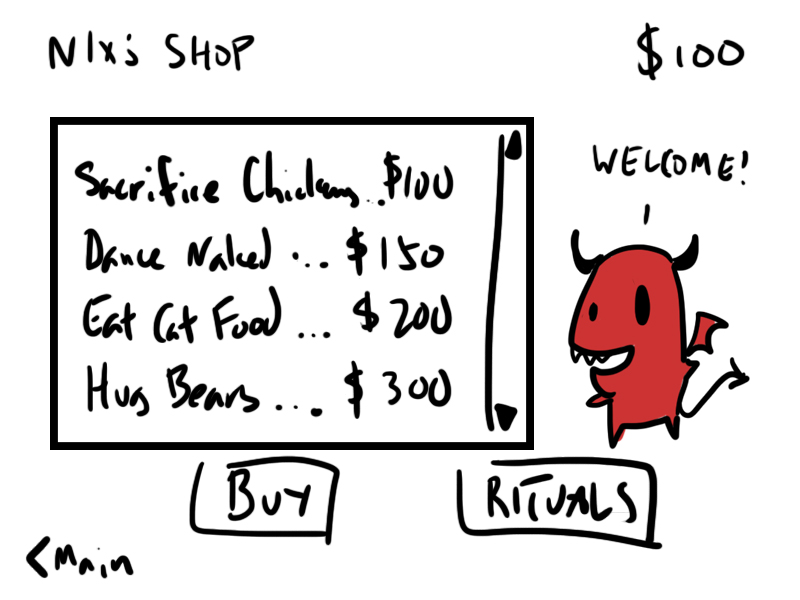 Nix's SHOP
$100
WELCOME!
Sacrifice Chickens..$100
Dance Naked ... $150
Eat Cat Food ... $200
Hug Bears ... $300
BUY
RITUALS
<Main